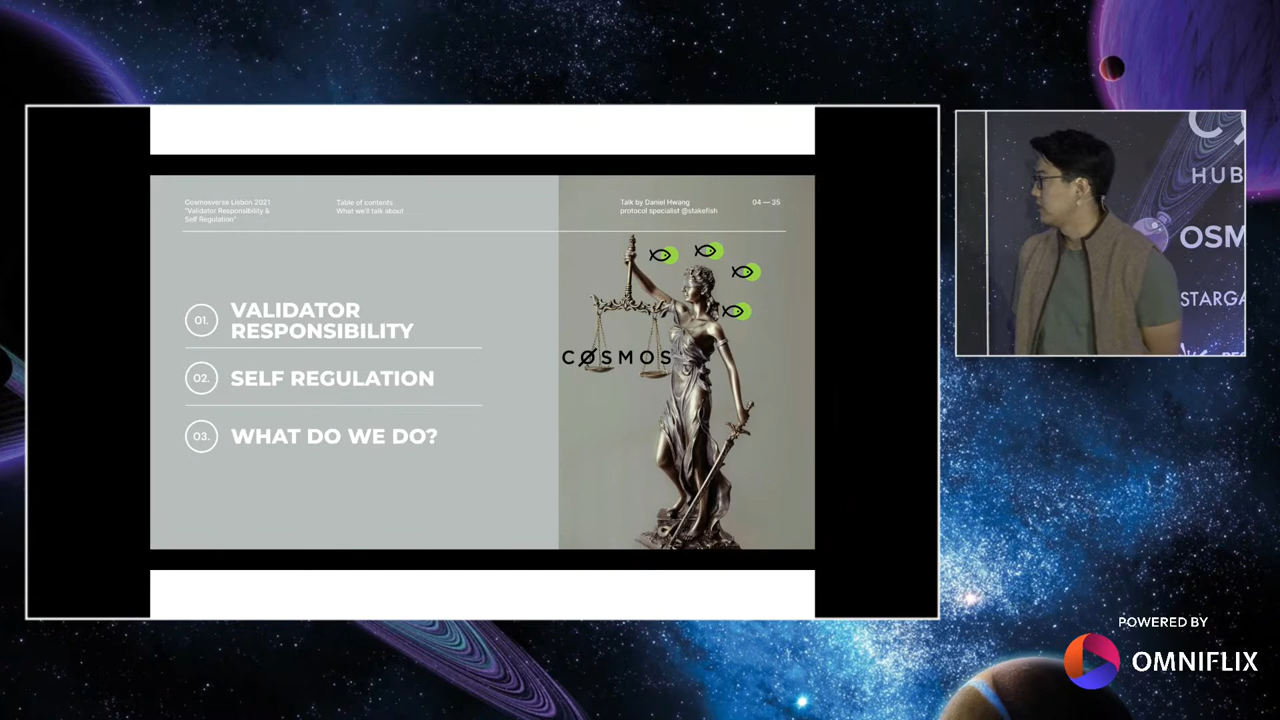 Cosmosverse Lisbon 2021
"Validator Responsibility &
Self Regulation"
Table of contents
What we'll talk about
Talk by Daniel Hwang
protocol specialist @stakefish
04 — 35
01.
VALIDATOR
RESPONSIBILITY
02.
SELF REGULATION
03.
WHAT DO WE DO?
COSMOS
HUB
OSM
STARGA
POWERED BY
OMNIFLIX